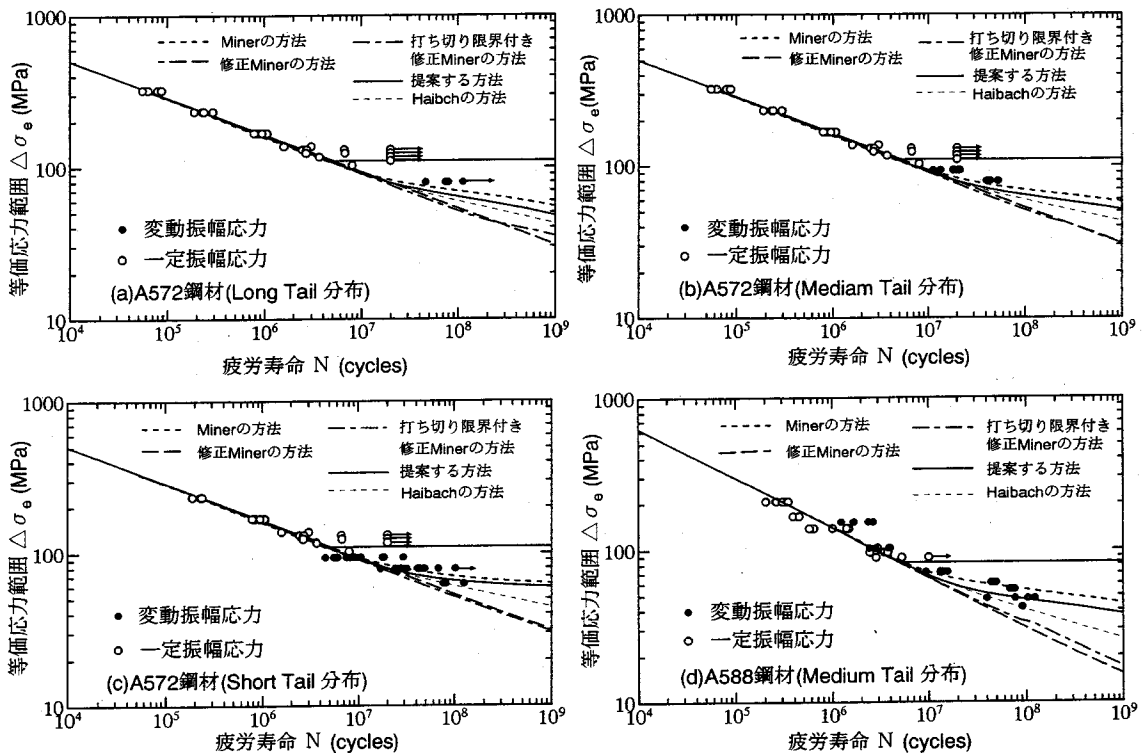 1000
100
10
等価応力範囲 △σe (MPa)
Minerの方法
修正Minerの方法
打ち切り限界付き
修正Minerの方法
提案する方法
Haibchの方法
変動振幅応力
一定振幅応力
(a)A572鋼材(Long Tail 分布)
10⁴ 10⁵ 10⁶ 10⁷ 10⁸ 10⁹
疲労寿命 N (cycles)
1000
100
10
等価応力範囲 △σe(MPa)
Minerの方法
修正Minerの方法
打ち切り限界付き
修正Minerの方法
提案する方法
Haibachの方法
変動振幅応力
一定振幅応力
(b)A572鋼材(Mediam Tail 分布)
10⁴ 10⁵ 10⁶ 10⁷ 10⁸ 10⁹
疲労寿命 N (cycles)
1000
100
10
等価応力範囲 △σe (MPa)
Minerの方法
修正Minerの方法
打ち切り限界付き
修正Minerの方法
提案する方法
Haibachの方法
変動振幅応力
一定振幅応力
(c)A572鋼材(Short Tail 分布)
10⁴ 10⁵ 10⁶ 10⁷ 10⁸ 10⁹
疲労寿命 N (cycles)
1000
100
10
等価応力範囲 △σe (MPa)
Minerの方法
修正Minerの方法
打ち切り限界付き
修正Minerの方法
提案する方法
Haibachの方法
変動振幅応力
一定振幅応力
(d)A588鋼材(Medium Tail 分布)
10⁴ 10⁵ 10⁶ 10⁷ 10⁸ 10⁹
疲労寿命 N (cycles)